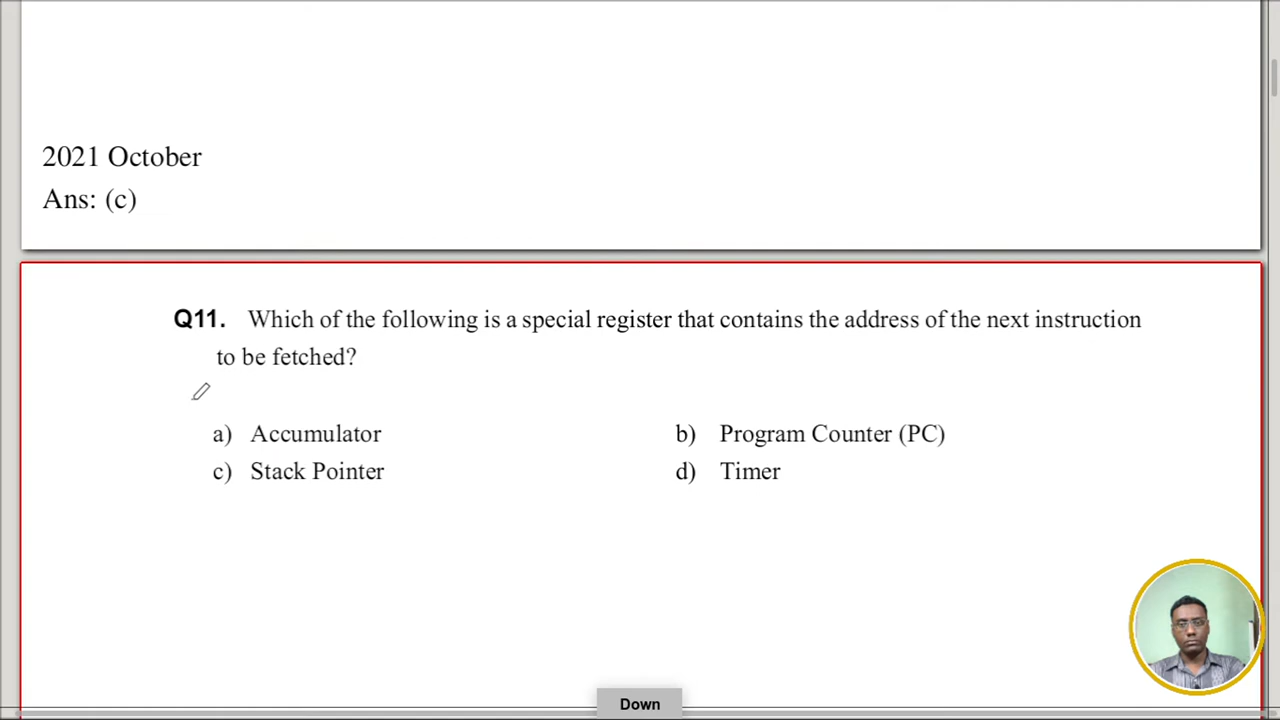 2021 October
Ans: (c)
Q11. Which of the following is a special register that contains the address of the next instruction
to be fetched?
a) Accumulator b) Program Counter (PC)
c) Stack Pointer d) Timer
Down